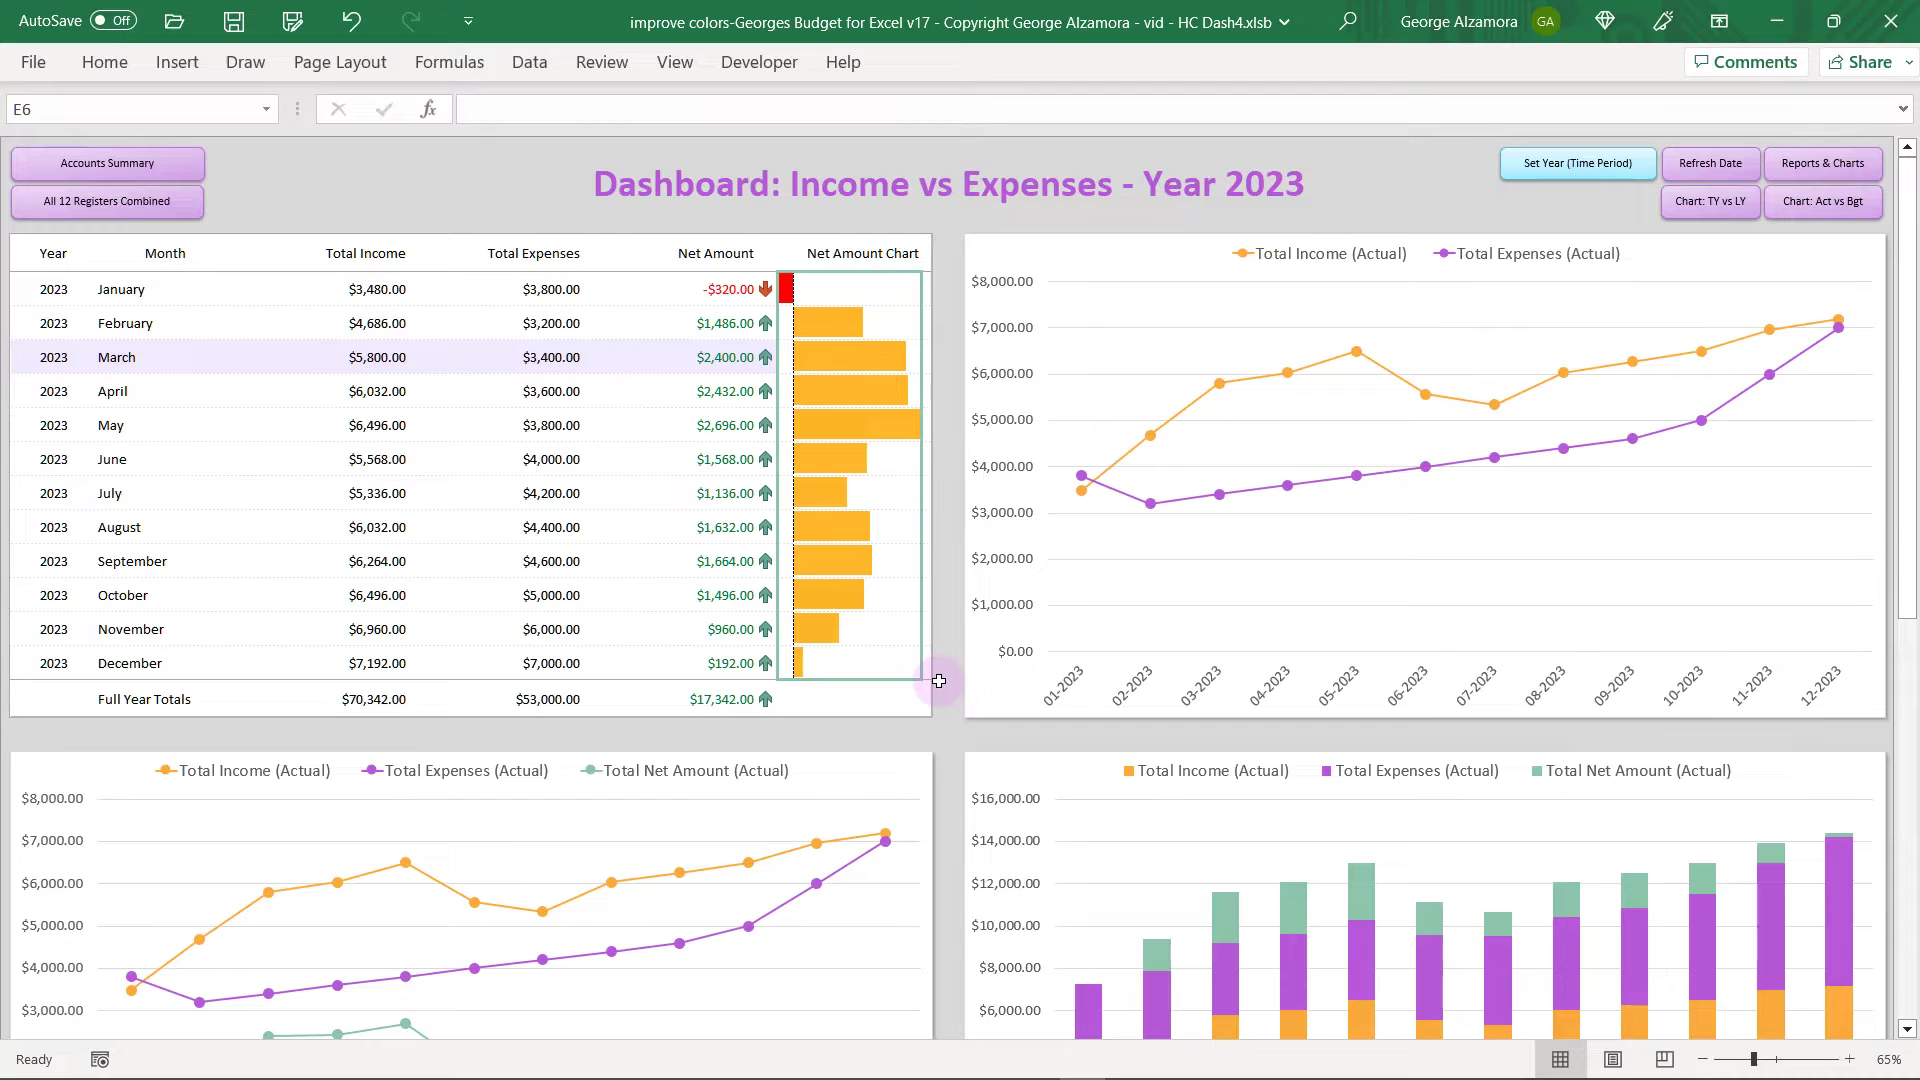 AutoSave Off
improve colors-Georges Budget for Excel v17 - Copyright George Alzamora - vid - HC Dash4.xlsb
George Alzamora GA
File Home Insert Draw Page Layout Formulas Data Review View Developer Help
Comments Share
E6
fx
Accounts Summary
All 12 Registers Combined
Dashboard: Income vs Expenses - Year 2023
Set Year (Time Period) Refresh Date Reports & Charts
Chart: TY vs LY Chart: Act vs Bgt
Year Month Total Income Total Expenses Net Amount Net Amount Chart
2023 January $3,480.00 $3,800.00 -$320.00
2023 February $4,686.00 $3,200.00 $1,486.00
2023 March $5,800.00 $3,400.00 $2,400.00
2023 April $6,032.00 $3,600.00 $2,432.00
2023 May $6,496.00 $3,800.00 $2,696.00
2023 June $5,568.00 $4,000.00 $1,568.00
2023 July $5,336.00 $4,200.00 $1,136.00
2023 August $6,032.00 $4,400.00 $1,632.00
2023 September $6,264.00 $4,600.00 $1,664.00
2023 October $6,496.00 $5,000.00 $1,496.00
2023 November $6,960.00 $6,000.00 $960.00
2023 December $7,192.00 $7,000.00 $192.00
Full Year Totals $70,342.00 $53,000.00 $17,342.00
Total Income (Actual) Total Expenses (Actual)
$8,000.00
$7,000.00
$6,000.00
$5,000.00
$4,000.00
$3,000.00
$2,000.00
$1,000.00
$0.00
01-2023 02-2023 03-2023 04-2023 05-2023 06-2023 07-2023 08-2023 09-2023 10-2023 11-2023 12-2023
Total Income (Actual) Total Expenses (Actual) Total Net Amount (Actual)
$8,000.00
$7,000.00
$6,000.00
$5,000.00
$4,000.00
$3,000.00
Total Income (Actual) Total Expenses (Actual) Total Net Amount (Actual)
$16,000.00
$14,000.00
$12,000.00
$10,000.00
$8,000.00
$6,000.00
Ready
65%